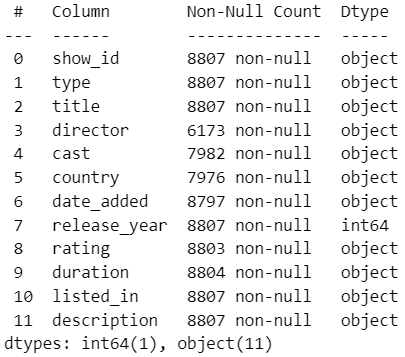 #   Column        Non-Null Count  Dtype
---  ------        --------------  -----
0   show_id       8807 non-null   object
1   type          8807 non-null   object
2   title         8807 non-null   object
3   director      6173 non-null   object
4   cast          7982 non-null   object
5   country       7976 non-null   object
6   date_added    8797 non-null   object
7   release_year  8807 non-null   int64
8   rating        8803 non-null   object
9   duration      8804 non-null   object
10  listed_in     8807 non-null   object
11  description   8807 non-null   object
dtypes: int64(1), object(11)